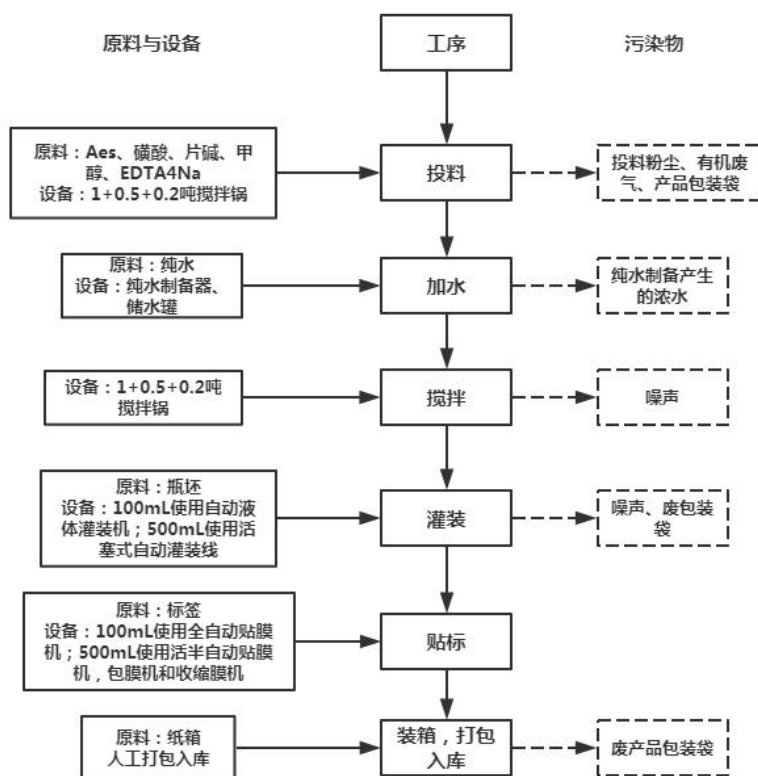 原料与设备
工序
污染物
原料：Aes、磺酸、片碱、甲
醇、EDTA4Na
设备：1+0.5+0.2吨搅拌锅
投料
投料粉尘、有机废
气、产品包装袋
原料：纯水
设备：纯水制备器、
储水罐
加水
纯水制备产生
的浓水
设备：1+0.5+0.2吨
搅拌锅
搅拌
噪声
原料：瓶坯
设备：100mL使用自动液
体灌装机；500mL使用活
塞式自动灌装线
灌装
噪声、废包装
袋
原料：标签
设备：100mL使用全自动贴膜
机；500mL使用活半自动贴膜
机，包膜机和收缩膜机
贴标
原料：纸箱
人工打包入库
装箱，打包
入库
废产品包装袋